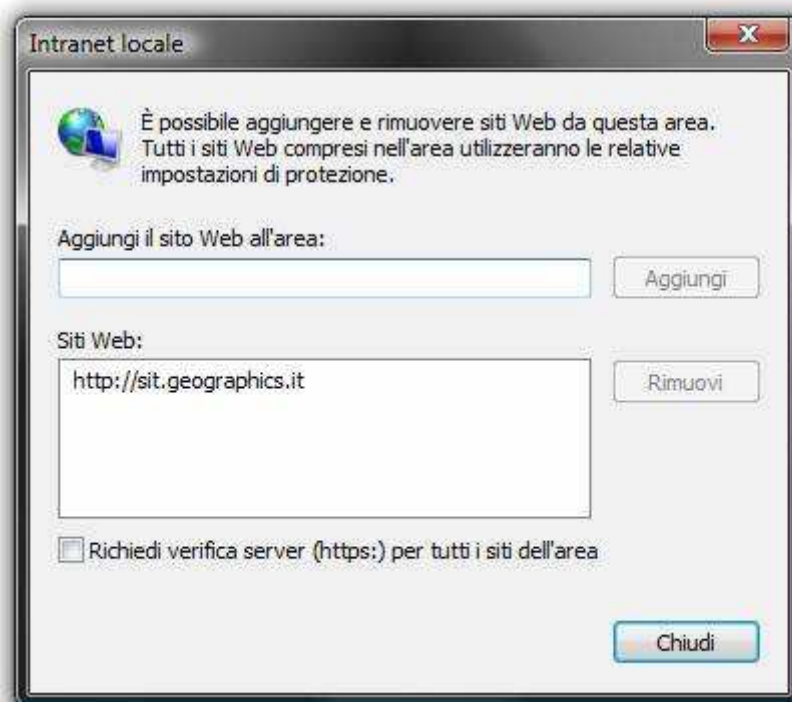 Intranet locale
È possibile aggiungere e rimuovere siti Web da questa area.
Tutti i siti Web compresi nell'area utilizzeranno le relative
impostazioni di protezione.
Aggiungi il sito Web all'area:
Aggiungi
Siti Web:
http://sit.geographics.it
Rimuovi
Richiedi verifica server (https:) per tutti i siti dell'area
Chiudi